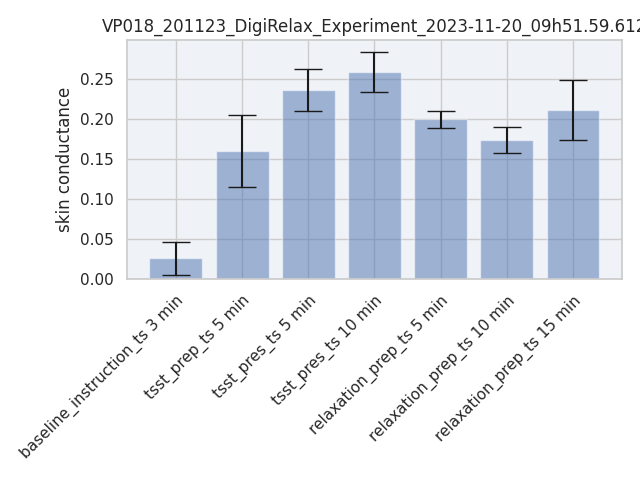 VP018_201123_DigiRelax_Experiment_2023-11-20_09h51.59.612
skin conductance
0.25
0.20
0.15
0.10
0.05
0.00
baseline_instruction_ts 3 min
tsst_prep_ts 5 min
tsst_pres_ts 5 min
tsst_pres_ts 10 min
relaxation_prep_ts 5 min
relaxation_prep_ts 10 min
relaxation_prep_ts 15 min